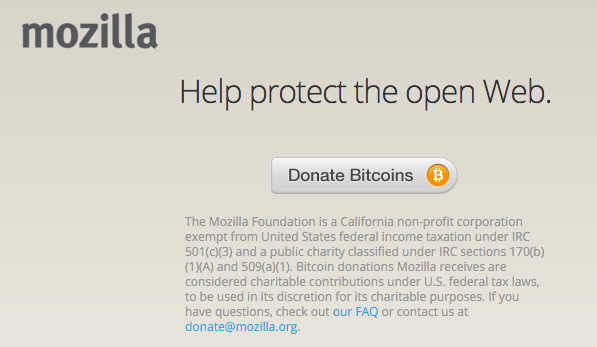 mozilla
Help protect the open Web.
Donate Bitcoins
The Mozilla Foundation is a California non-profit corporation
exempt from United States federal income taxation under IRC
501(c)(3) and a public charity classified under IRC sections 170(b)
(1)(A) and 509(a)(1). Bitcoin donations Mozilla receives are
considered charitable contributions under U.S. federal tax laws,
to be used in its discretion for its charitable purposes. If you
have questions, check out our FAQ or contact us at
donate@mozilla.org.